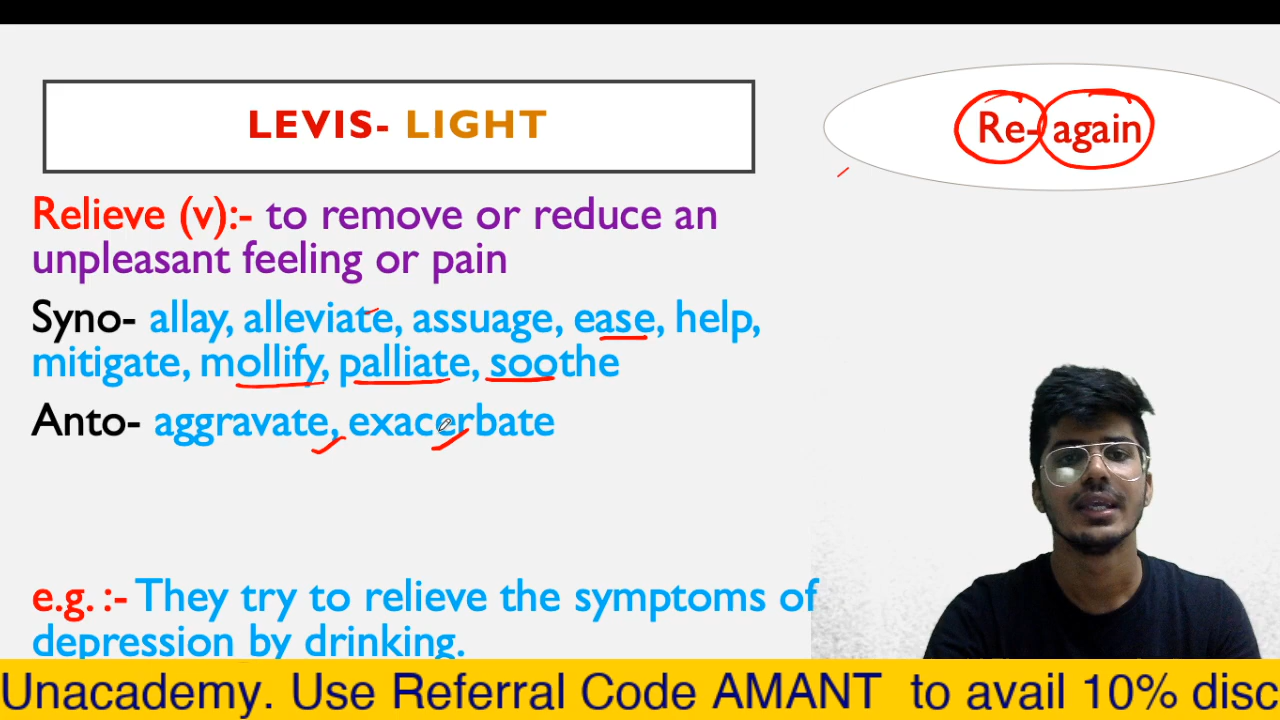 LEVIS- LIGHT
Re- again
Relieve (v):- to remove or reduce an
unpleasant feeling or pain
Syno- allay, alleviate, assuage, ease, help,
mitigate, mollify, palliate, soothe
Anto- aggravate, exacerbate
e.g. :- They try to relieve the symptoms of
depression by drinking.
Unacademy. Use Referral Code AMANT to avail 10% disc